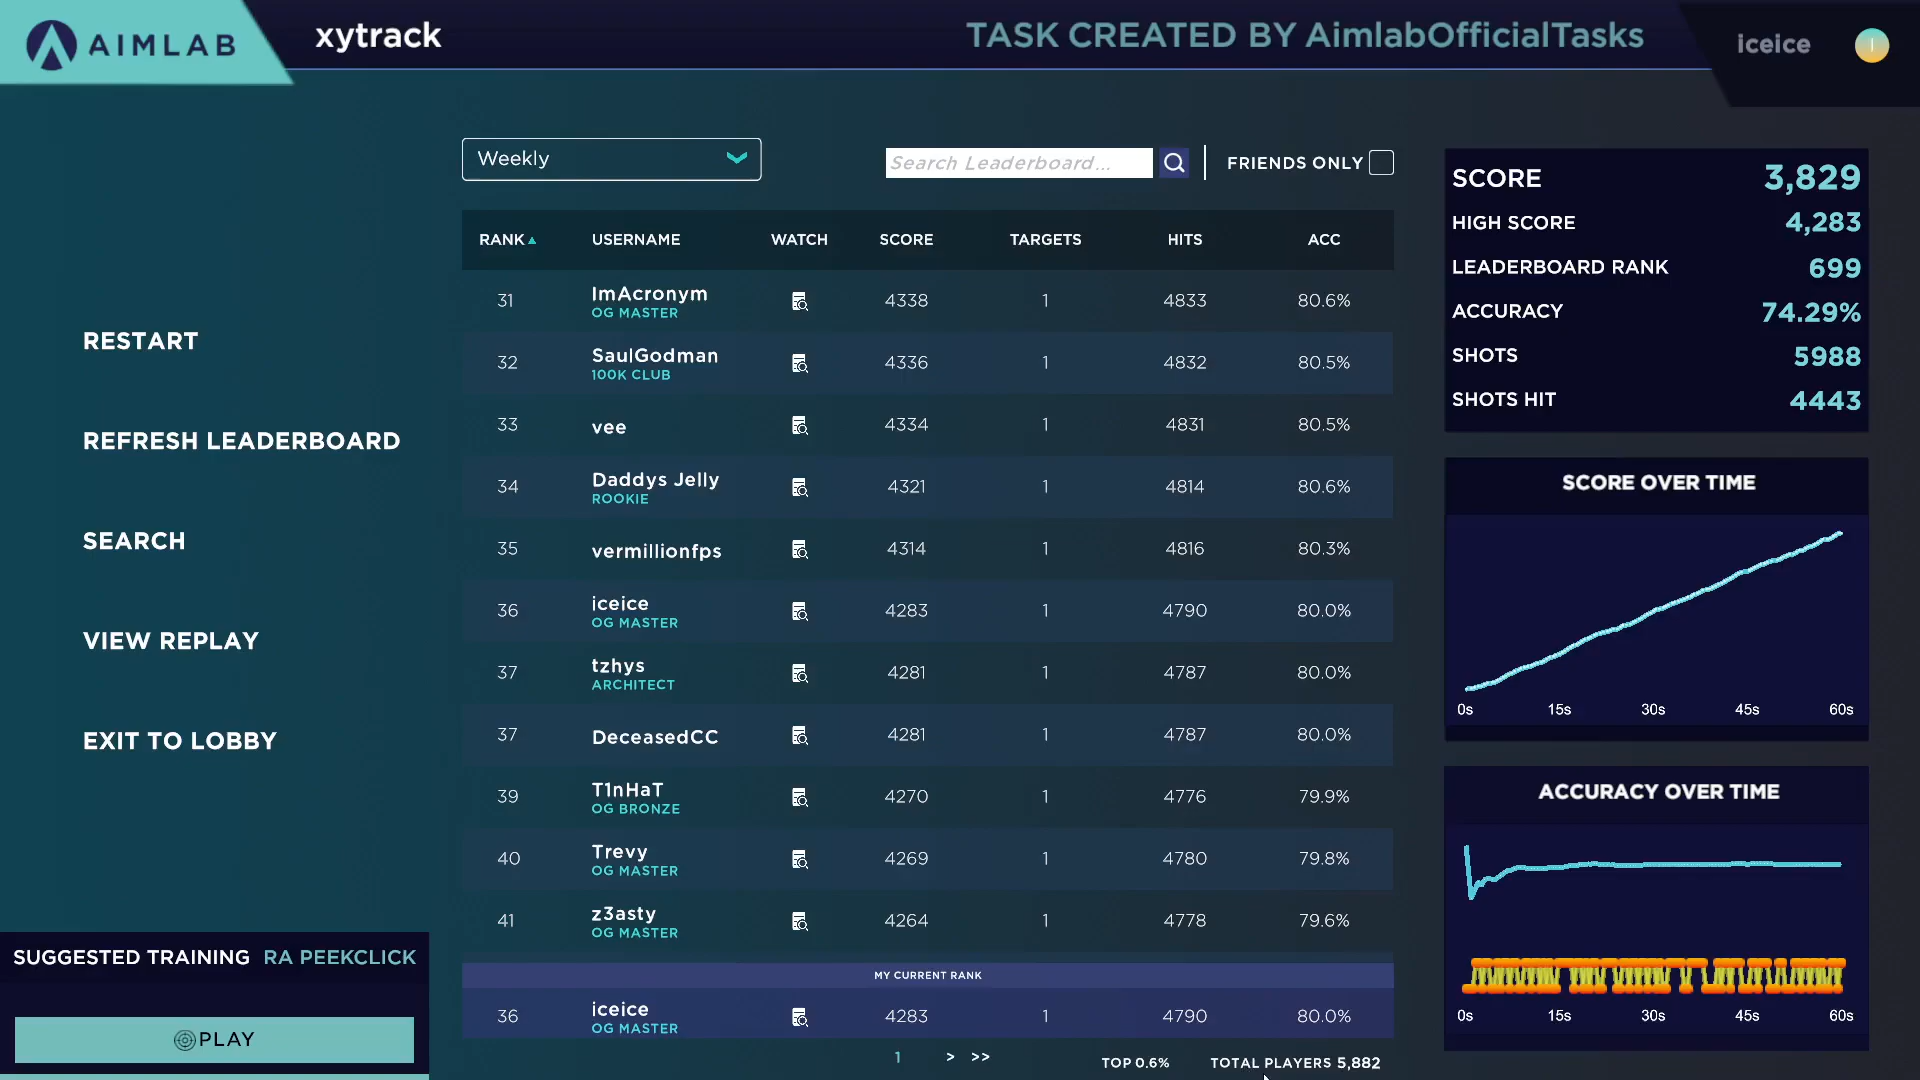 AIMLAB
xytrack
TASK CREATED BY AimlabOfficialTasks
iceice
I
Weekly
Search Leaderboard...
FRIENDS ONLY
RESTART
REFRESH LEADERBOARD
SEARCH
VIEW REPLAY
EXIT TO LOBBY
SUGGESTED TRAINING RA PEEKCLICK
PLAY
RANK USERNAME WATCH SCORE TARGETS HITS ACC
31 ImAcronym 4338 1 4833 80.6%
OG MASTER
32 SaulGodman 4336 1 4832 80.5%
100K CLUB
33 vee 4334 1 4831 80.5%
34 Daddys Jelly 4321 1 4814 80.6%
ROOKIE
35 vermillionfps 4314 1 4816 80.3%
36 iceice 4283 1 4790 80.0%
OG MASTER
37 tzhys 4281 1 4787 80.0%
ARCHITECT
37 DeceasedCC 4281 1 4787 80.0%
39 T1nHaT 4270 1 4776 79.9%
OG BRONZE
40 Trevy 4269 1 4780 79.8%
OG MASTER
41 z3asty 4264 1 4778 79.6%
OG MASTER
MY CURRENT RANK
36 iceice 4283 1 4790 80.0%
OG MASTER
1 > >>
TOP 0.6% TOTAL PLAYERS 5,882
SCORE 3,829
HIGH SCORE 4,283
LEADERBOARD RANK 699
ACCURACY 74.29%
SHOTS 5988
SHOTS HIT 4443
SCORE OVER TIME
0s 15s 30s 45s 60s
ACCURACY OVER TIME
0s 15s 30s 45s 60s